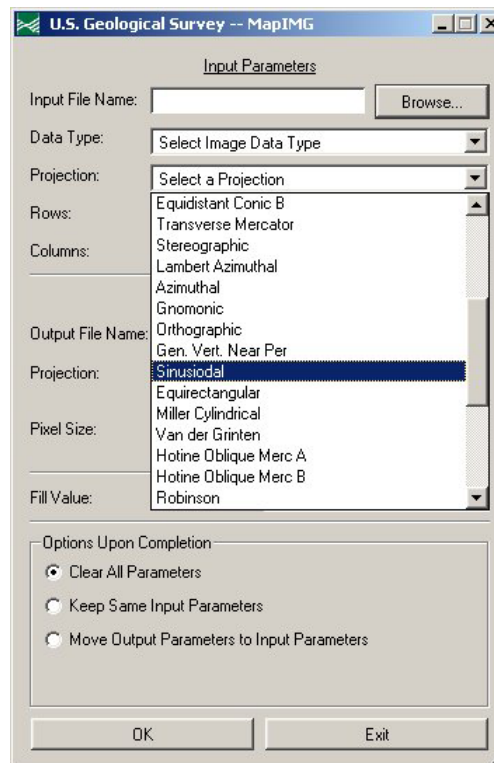 U.S. Geological Survey -- MapIMG
Input Parameters
Input File Name:
Browse...
Data Type:
Select Image Data Type
Projection:
Select a Projection
Equidistant Conic B
Rows:
Transverse Mercator
Stereographic
Columns:
Lambert Azimuthal
Azimuthal
Gnomonic
Output File Name:
Orthographic
Gen. Vert. Near Per
Projection:
Sinusiodal
Equirectangular
Miller Cylindrical
Pixel Size:
Van der Grinten
Hotine Oblique Merc A
Hotine Oblique Merc B
Fill Value:
Robinson
Options Upon Completion
Clear All Parameters
Keep Same Input Parameters
Move Output Parameters to Input Parameters
OK
Exit